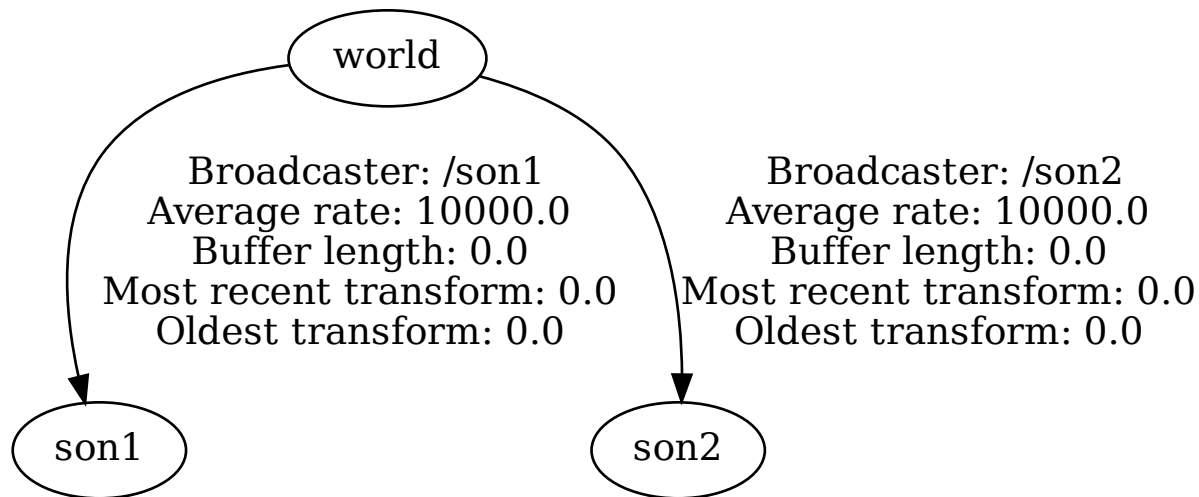 world
Broadcaster: /son1
Average rate: 10000.0
Buffer length: 0.0
Most recent transform: 0.0
Oldest transform: 0.0
Broadcaster: /son2
Average rate: 10000.0
Buffer length: 0.0
Most recent transform: 0.0
Oldest transform: 0.0
son1
son2